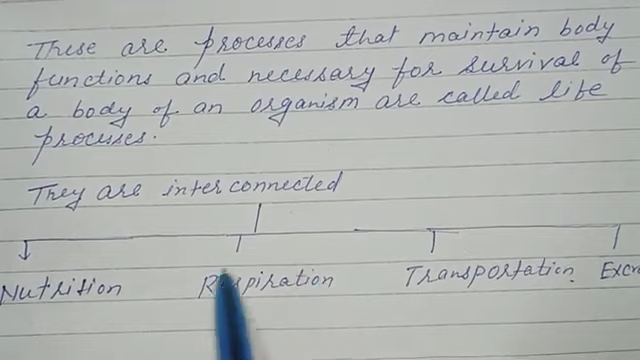 These are processes that maintain body
functions and necessary for survival of
a body of an organism are called life
processes.
They are interconnected
Nutrition Respiration Transportation. Excr